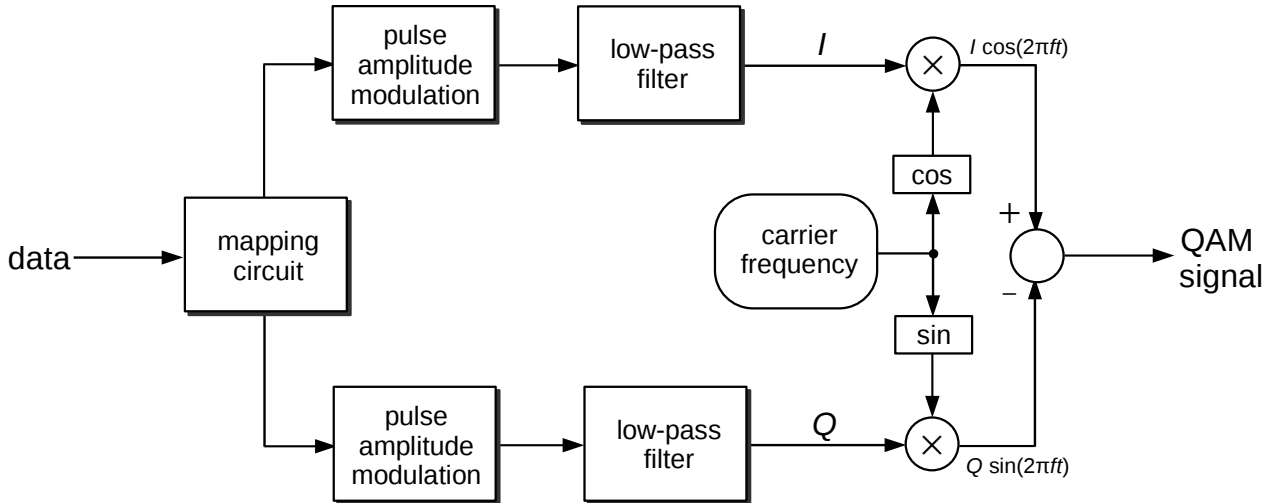 data
mapping
circuit
pulse
amplitude
modulation
low-pass
filter
I
×
I cos(2πft)
cos
carrier
frequency
sin
+
−
QAM
signal
pulse
amplitude
modulation
low-pass
filter
Q
×
Q sin(2πft)